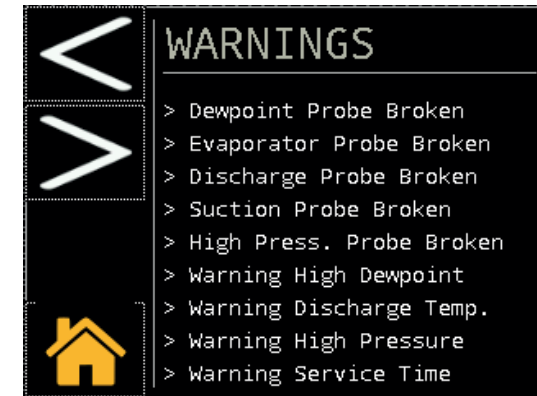 WARNINGS
> Dewpoint Probe Broken
> Evaporator Probe Broken
> Discharge Probe Broken
> Suction Probe Broken
> High Press. Probe Broken
> Warning High Dewpoint
> Warning Discharge Temp.
> Warning High Pressure
> Warning Service Time